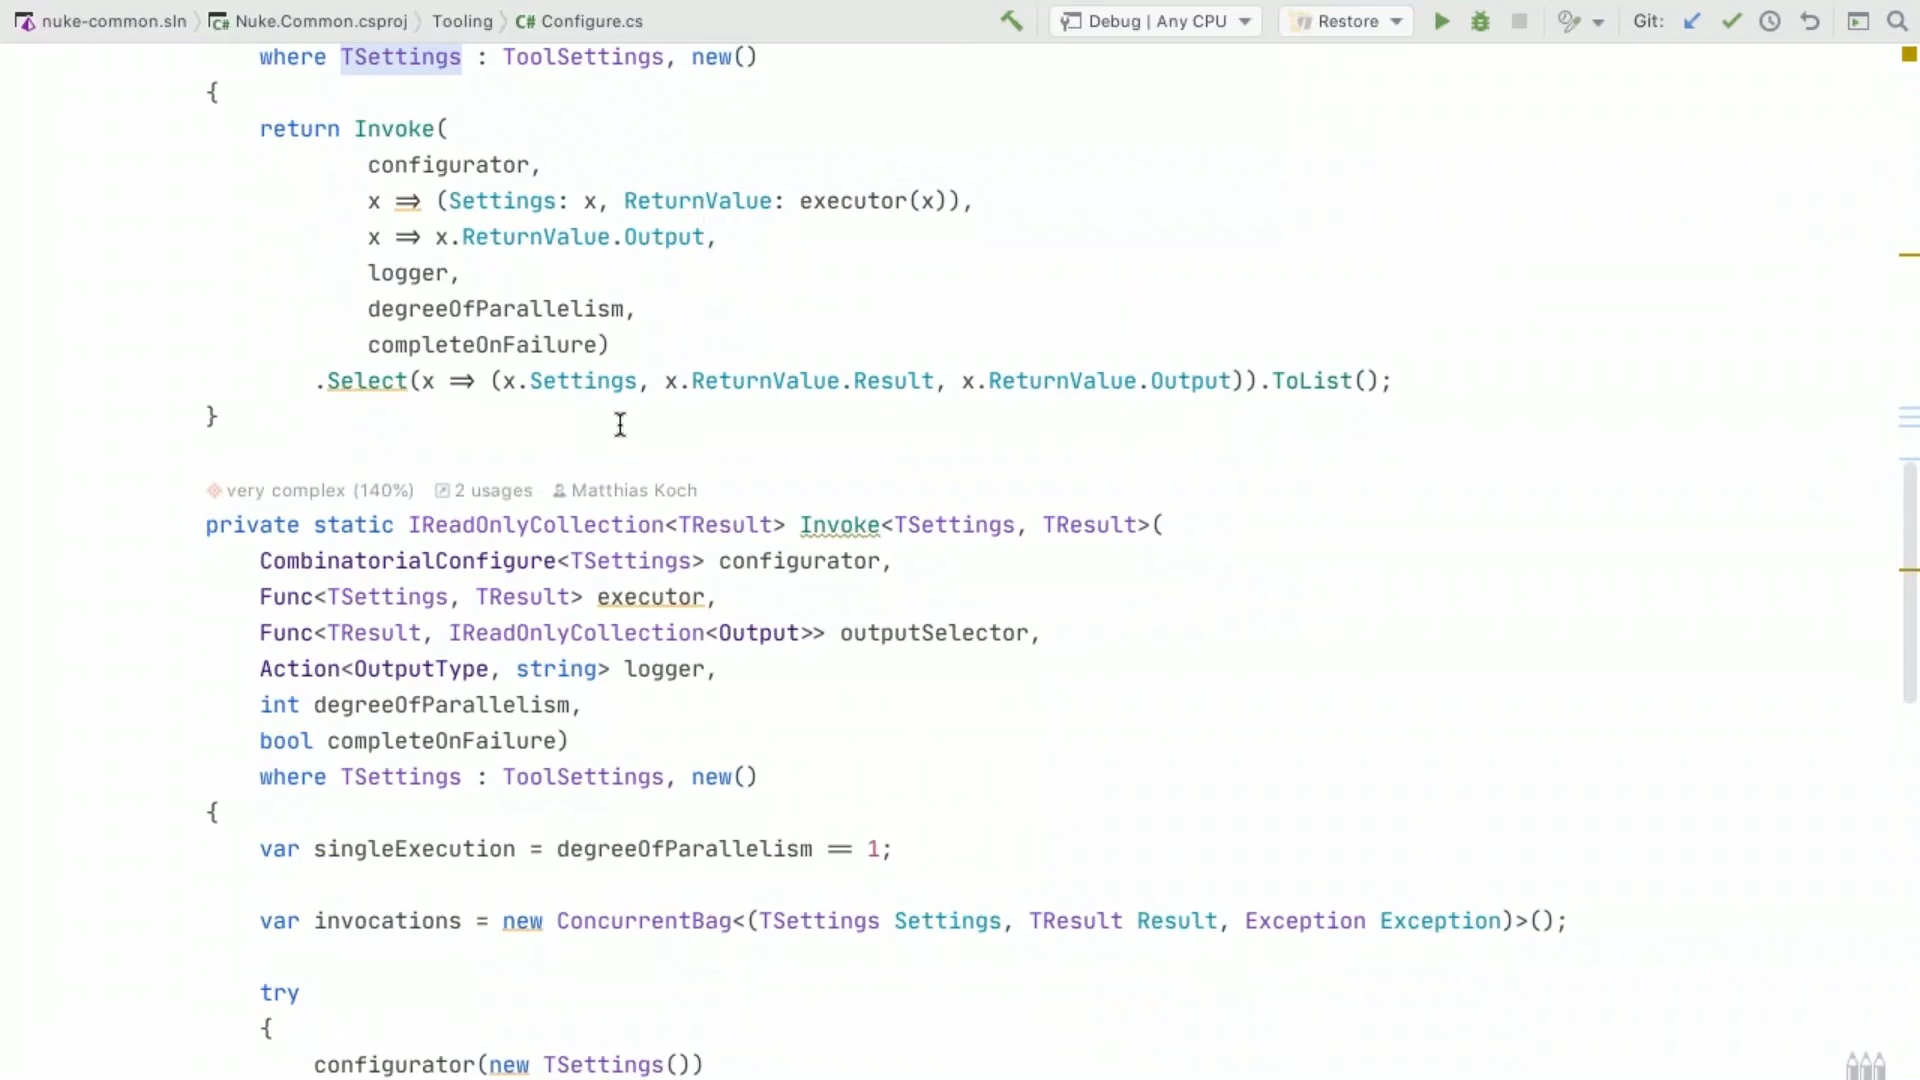 nuke-common.sln Nuke.Common.csproj Tooling C# Configure.cs Debug | Any CPU Restore Git:
where TSettings : ToolSettings, new()
{
return Invoke(
configurator,
x ⇒ (Settings: x, ReturnValue: executor(x)),
x ⇒ x.ReturnValue.Output,
logger,
degreeOfParallelism,
completeOnFailure)
.Select(x ⇒ (x.Settings, x.ReturnValue.Result, x.ReturnValue.Output)).ToList();
}
very complex (140%) 2 usages Matthias Koch
private static IReadOnlyCollection<TResult> Invoke<TSettings, TResult>(
CombinatorialConfigure<TSettings> configurator,
Func<TSettings, TResult> executor,
Func<TResult, IReadOnlyCollection<Output>> outputSelector,
Action<OutputType, string> logger,
int degreeOfParallelism,
bool completeOnFailure)
where TSettings : ToolSettings, new()
{
var singleExecution = degreeOfParallelism == 1;
var invocations = new ConcurrentBag<(TSettings Settings, TResult Result, Exception Exception)>();
try
{
configurator(new TSettings())